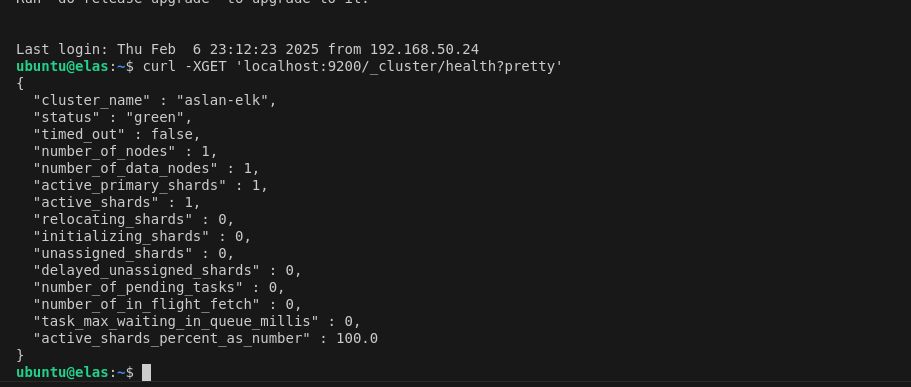 Run 'do-release-upgrade' to upgrade to it.
Last login: Thu Feb  6 23:12:23 2025 from 192.168.50.24
ubuntu@elas:~$ curl -XGET 'localhost:9200/_cluster/health?pretty'
{
  "cluster_name" : "aslan-elk",
  "status" : "green",
  "timed_out" : false,
  "number_of_nodes" : 1,
  "number_of_data_nodes" : 1,
  "active_primary_shards" : 1,
  "active_shards" : 1,
  "relocating_shards" : 0,
  "initializing_shards" : 0,
  "unassigned_shards" : 0,
  "delayed_unassigned_shards" : 0,
  "number_of_pending_tasks" : 0,
  "number_of_in_flight_fetch" : 0,
  "task_max_waiting_in_queue_millis" : 0,
  "active_shards_percent_as_number" : 100.0
}
ubuntu@elas:~$